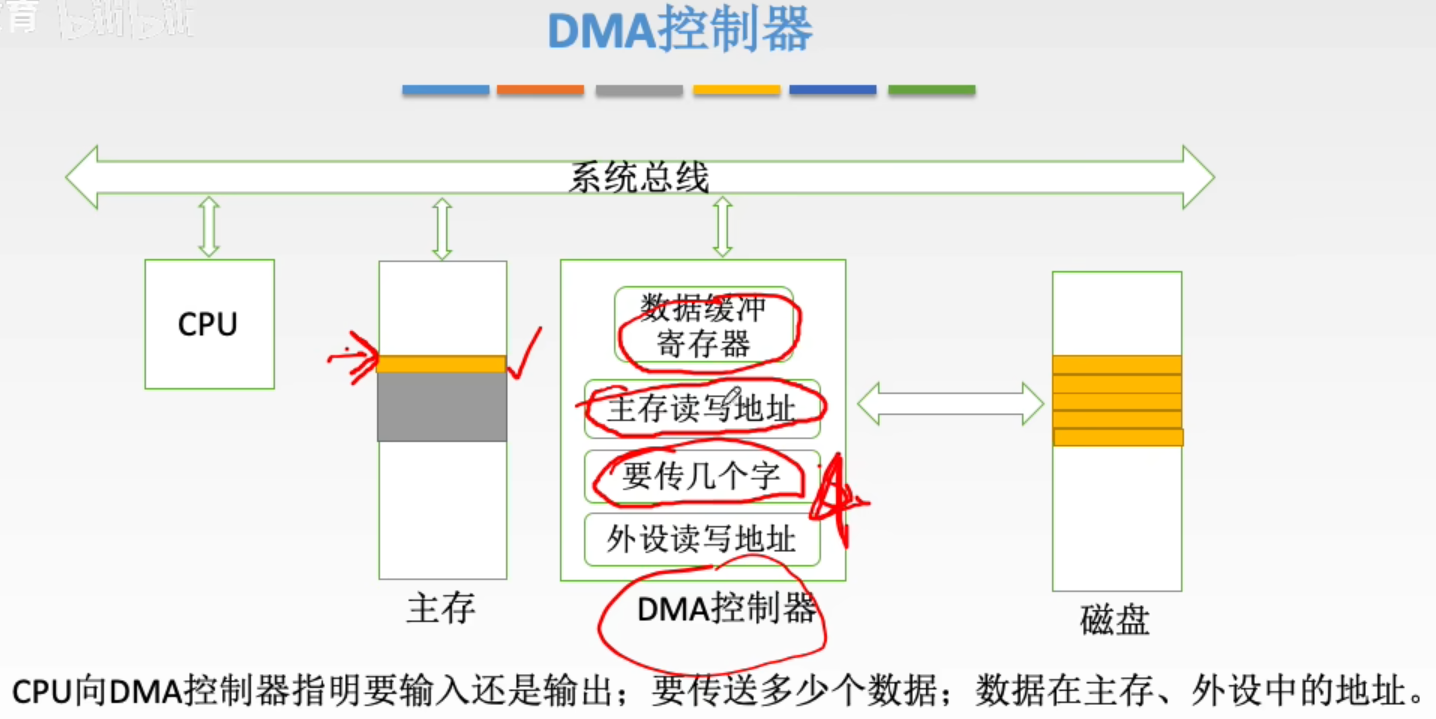 育 bilibili
DMA控制器
系统总线
CPU
数据缓冲
寄存器
主存读写地址
要传几个字
外设读写地址
主存
DMA控制器
磁盘
CPU向DMA控制器指明要输入还是输出；要传送多少个数据；数据在主存、外设中的地址。